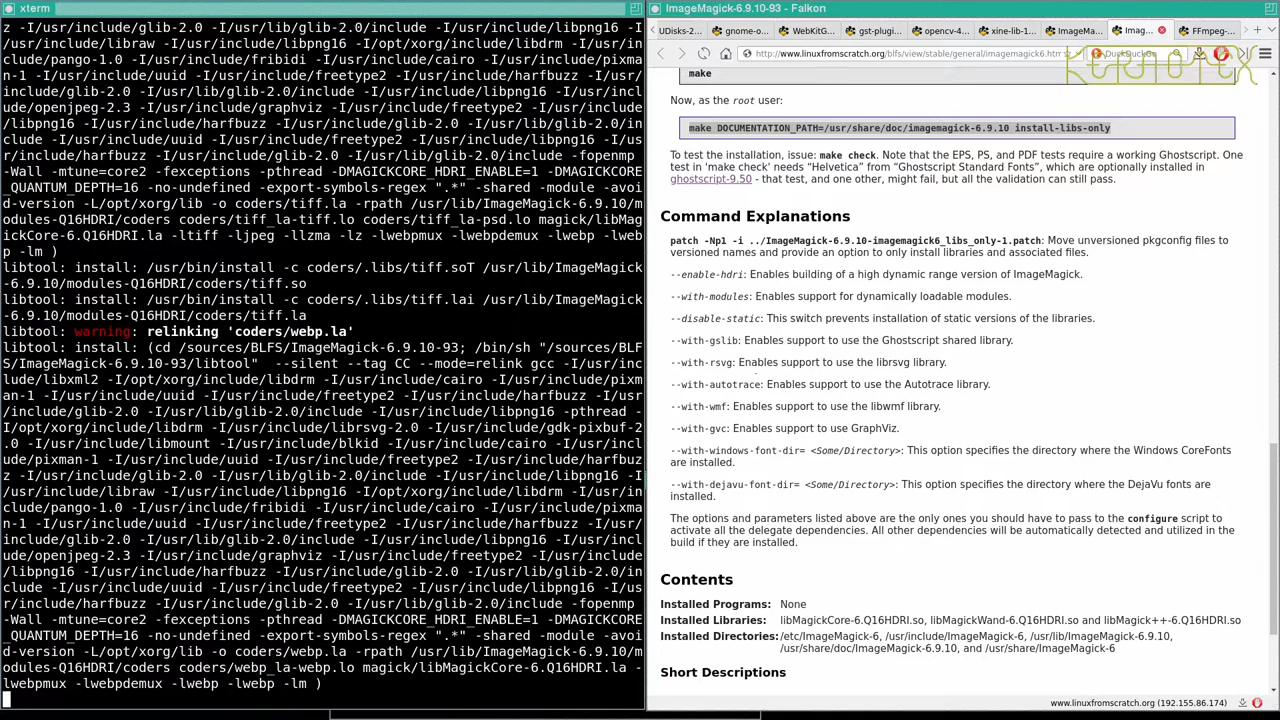 xterm
z -I/usr/include/glib-2.0 -I/usr/lib/glib-2.0/include -I/usr/include/libpng16 -I
/usr/include/libraw -I/usr/include/libpng16 -I/opt/xorg/include/libdrm -I/usr/in
clude/pango-1.0 -I/usr/include/fribidi -I/usr/include/cairo -I/usr/include/pixma
n-1 -I/usr/include/uuid -I/usr/include/freetype2 -I/usr/include/harfbuzz -I/usr/
include/glib-2.0 -I/usr/lib/glib-2.0/include -I/usr/include/libpng16 -I/usr/incl
ude/openjpeg-2.3 -I/usr/include/graphviz -I/usr/include/freetype2 -I/usr/include
/libpng16 -I/usr/include/harfbuzz -I/usr/include/glib-2.0 -I/usr/lib/glib-2.0/in
clude -I/usr/include/uuid -I/usr/include/freetype2 -I/usr/include/libpng16 -I/us
r/include/harfbuzz -I/usr/include/glib-2.0 -I/usr/lib/glib-2.0/include -fopenmp
-Wall -mtune=core2 -fexceptions -pthread -DMAGICKCORE_HDRI_ENABLE=1 -DMAGICKCORE
_QUANTUM_DEPTH=16 -no-undefined -export-symbols-regex ".*" -shared -module -avoi
d-version -L/opt/xorg/lib -o coders/tiff.la -rpath /usr/lib/ImageMagick-6.9.10/m
odules-Q16HDRI/coders coders/tiff_la-tiff.lo coders/tiff_la-psd.lo magick/libMag
ickCore-6.Q16HDRI.la -ltiff -ljpeg -llzma -lz -lwebpmux -lwebpdemux -lwebp -lweb
p -lm )
libtool: install: /usr/bin/install -c coders/.libs/tiff.soT /usr/lib/ImageMagick
-6.9.10/modules-Q16HDRI/coders/tiff.so
libtool: install: /usr/bin/install -c coders/.libs/tiff.lai /usr/lib/ImageMagick
-6.9.10/modules-Q16HDRI/coders/tiff.la
libtool: warning: relinking 'coders/webp.la'
libtool: install: (cd /sources/BLFS/ImageMagick-6.9.10-93; /bin/sh "/sources/BLF
S/ImageMagick-6.9.10-93/libtool"  --silent --tag CC --mode=relink gcc -I/usr/inc
lude/libxml2 -I/opt/xorg/include/libdrm -I/usr/include/cairo -I/usr/include/pixm
an-1 -I/usr/include/uuid -I/usr/include/freetype2 -I/usr/include/harfbuzz -I/usr
/include/glib-2.0 -I/usr/lib/glib-2.0/include -I/usr/include/libpng16 -pthread -
I/opt/xorg/include/libdrm -I/usr/include/librsvg-2.0 -I/usr/include/gdk-pixbuf-2
.0 -I/usr/include/libmount -I/usr/include/blkid -I/usr/include/cairo -I/usr/incl
ude/pixman-1 -I/usr/include/uuid -I/usr/include/freetype2 -I/usr/include/harfbuz
z -I/usr/include/glib-2.0 -I/usr/lib/glib-2.0/include -I/usr/include/libpng16 -I
/usr/include/libraw -I/usr/include/libpng16 -I/opt/xorg/include/libdrm -I/usr/in
clude/pango-1.0 -I/usr/include/fribidi -I/usr/include/cairo -I/usr/include/pixma
n-1 -I/usr/include/uuid -I/usr/include/freetype2 -I/usr/include/harfbuzz -I/usr/
include/glib-2.0 -I/usr/lib/glib-2.0/include -I/usr/include/libpng16 -I/usr/incl
ude/openjpeg-2.3 -I/usr/include/graphviz -I/usr/include/freetype2 -I/usr/include
/libpng16 -I/usr/include/harfbuzz -I/usr/include/glib-2.0 -I/usr/lib/glib-2.0/in
clude -I/usr/include/uuid -I/usr/include/freetype2 -I/usr/include/libpng16 -I/us
r/include/harfbuzz -I/usr/include/glib-2.0 -I/usr/lib/glib-2.0/include -fopenmp
-Wall -mtune=core2 -fexceptions -pthread -DMAGICKCORE_HDRI_ENABLE=1 -DMAGICKCORE
_QUANTUM_DEPTH=16 -no-undefined -export-symbols-regex ".*" -shared -module -avoi
d-version -L/opt/xorg/lib -o coders/webp.la -rpath /usr/lib/ImageMagick-6.9.10/m
odules-Q16HDRI/coders coders/webp_la-webp.lo magick/libMagickCore-6.Q16HDRI.la -
lwebpmux -lwebpdemux -lwebp -lwebp -lm )
ImageMagick-6.9.10-93 - Falkon
UDisks-2 gnome-o WebKitG gst-plugi opencv-4 xine-lib-1 ImageMa Imag... FFmpeg-...
http://www.linuxfromscratch.org/blfs/view/stable/general/imagemagick6.htm DuckDuckGo
KERNOTEX
make
Now, as the root user:
make DOCUMENTATION_PATH=/usr/share/doc/imagemagick-6.9.10 install-libs-only
To test the installation, issue: make check. Note that the EPS, PS, and PDF tests require a working Ghostscript. One
test in 'make check' needs “Helvetica” from “Ghostscript Standard Fonts”, which are optionally installed in
ghostscript-9.50 - that test, and one other, might fail, but all the validation can still pass.
Command Explanations
patch -Np1 -i ../ImageMagick-6.9.10-imagemagick6_libs_only-1.patch: Move unversioned pkgconfig files to
versioned names and provide an option to only install libraries and associated files.
--enable-hdri: Enables building of a high dynamic range version of ImageMagick.
--with-modules: Enables support for dynamically loadable modules.
--disable-static: This switch prevents installation of static versions of the libraries.
--with-gslib: Enables support to use the Ghostscript shared library.
--with-rsvg: Enables support to use the librsvg library.
--with-autotrace: Enables support to use the Autotrace library.
--with-wmf: Enables support to use the libwmf library.
--with-gvc: Enables support to use GraphViz.
--with-windows-font-dir= <Some/Directory>: This option specifies the directory where the Windows CoreFonts
are installed.
--with-dejavu-font-dir= <Some/Directory>: This option specifies the directory where the DejaVu fonts are
installed.
The options and parameters listed above are the only ones you should have to pass to the configure script to
activate all the delegate dependencies. All other dependencies will be automatically detected and utilized in the
build if they are installed.
Contents
Installed Programs: None
Installed Libraries: libMagickCore-6.Q16HDRI.so, libMagickWand-6.Q16HDRI.so and libMagick++-6.Q16HDRI.so
Installed Directories: /etc/ImageMagick-6, /usr/include/ImageMagick-6, /usr/lib/ImageMagick-6.9.10,
/usr/share/doc/ImageMagick-6.9.10, and /usr/share/ImageMagick-6
Short Descriptions
www.linuxfromscratch.org (192.155.86.174)